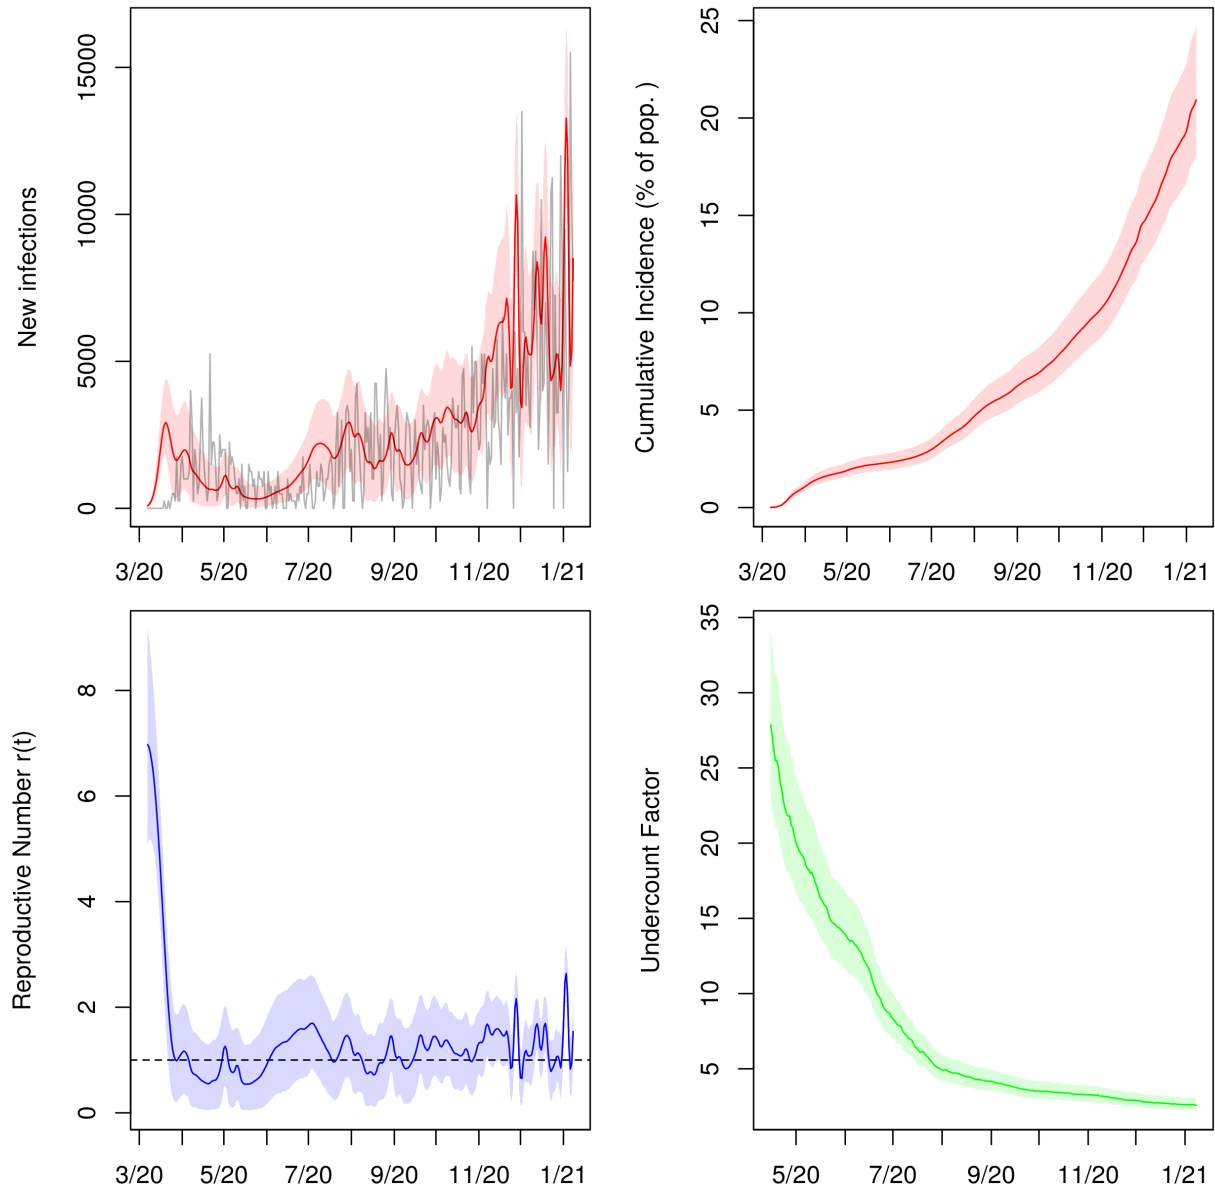 New infections
15000
10000
5000
0
3/20 5/20 7/20 9/20 11/20 1/21
Cumulative Incidence (% of pop. )
25
20
15
10
5
0
3/20 5/20 7/20 9/20 11/20 1/21
Reproductive Number r(t)
8
6
4
2
0
3/20 5/20 7/20 9/20 11/20 1/21
Undercount Factor
35
30
25
20
15
10
5
5/20 7/20 9/20 11/20 1/21